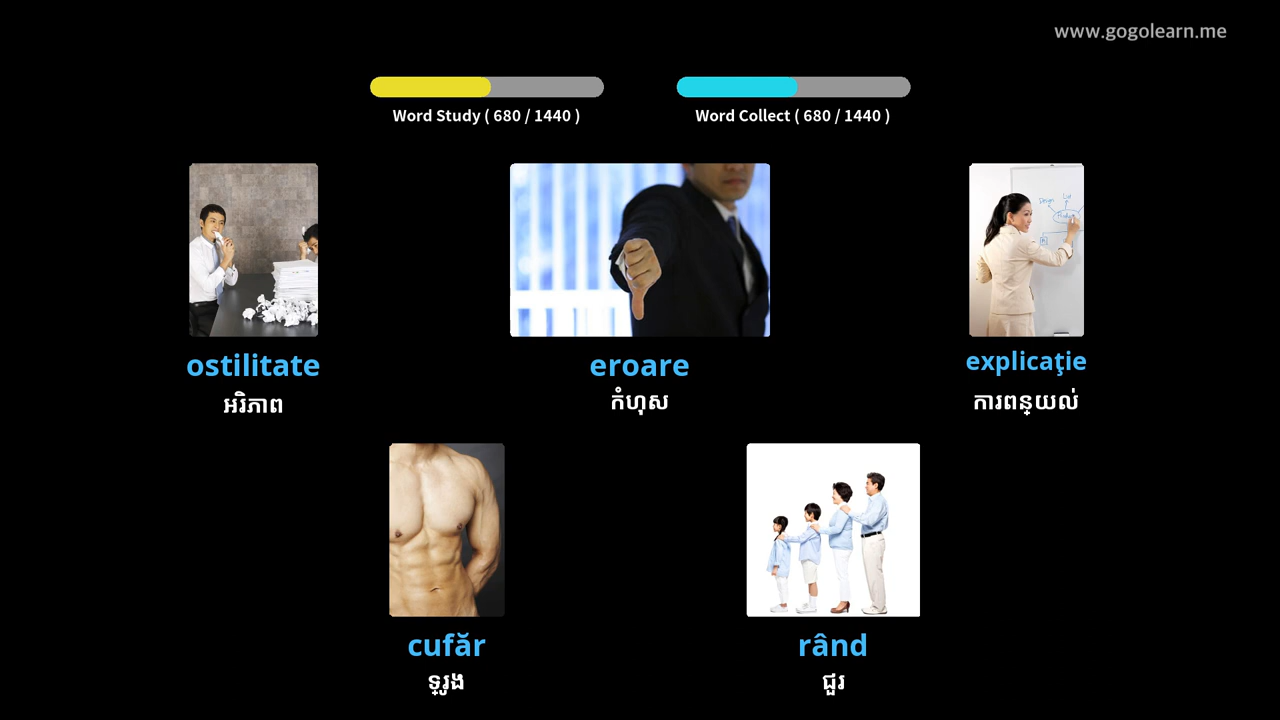 www.gogolearn.me
Word Study ( 680 / 1440 )
Word Collect ( 680 / 1440 )
ostilitate
អរិភាព
eroare
កំហុស
explicaţie
ការពន្យល់
cufăr
ទ្រូង
rând
ជួរ